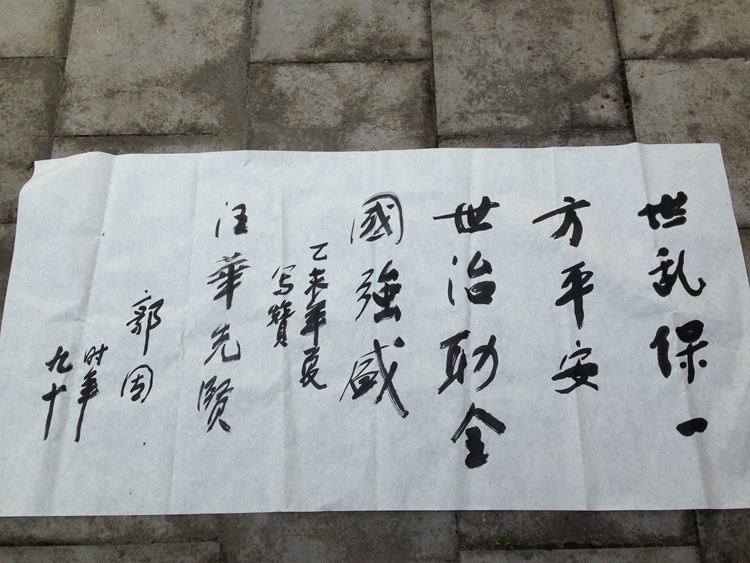 世乱保一
方平安
世治助全
國強盛
乙未年夏
写贊
汪華先賢
郭因
时年
九十